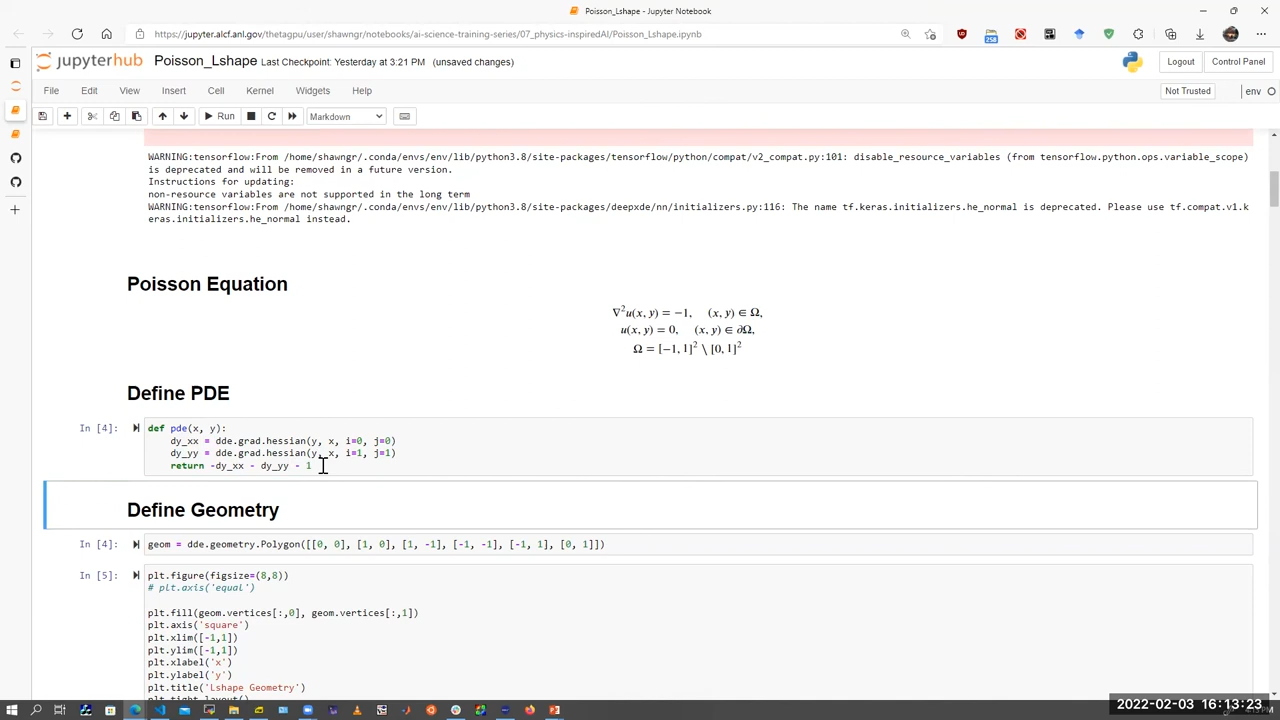 Poisson_Lshape - Jupyter Notebook
https://jupyter.alcf.anl.gov/thetagpu/user/shawngr/notebooks/ai-science-training-series/07_physics-inspiredAI/Poisson_Lshape.ipynb
258
jupyterhub Poisson_Lshape Last Checkpoint: Yesterday at 3:21 PM (unsaved changes)
Logout Control Panel
File Edit View Insert Cell Kernel Widgets Help
Not Trusted env
Run Markdown
WARNING:tensorflow:From /home/shawngr/.conda/envs/env/lib/python3.8/site-packages/tensorflow/python/compat/v2_compat.py:101: disable_resource_variables (from tensorflow.python.ops.variable_scope)
is deprecated and will be removed in a future version.
Instructions for updating:
non-resource variables are not supported in the long term
WARNING:tensorflow:From /home/shawngr/.conda/envs/env/lib/python3.8/site-packages/deepxde/nn/initializers.py:116: The name tf.keras.initializers.he_normal is deprecated. Please use tf.compat.v1.k
eras.initializers.he_normal instead.
Poisson Equation
∇²u(x, y) = −1, (x, y) ∈ Ω,
u(x, y) = 0, (x, y) ∈ ∂Ω,
Ω = [−1, 1]² \ [0, 1]²
Define PDE
In [4]: def pde(x, y):
dy_xx = dde.grad.hessian(y, x, i=0, j=0)
dy_yy = dde.grad.hessian(y, x, i=1, j=1)
return -dy_xx - dy_yy - 1
Define Geometry
In [4]: geom = dde.geometry.Polygon([[0, 0], [1, 0], [1, -1], [-1, -1], [-1, 1], [0, 1]])
In [5]: plt.figure(figsize=(8,8))
# plt.axis('equal')
plt.fill(geom.vertices[:,0], geom.vertices[:,1])
plt.axis('square')
plt.xlim([-1,1])
plt.ylim([-1,1])
plt.xlabel('x')
plt.ylabel('y')
plt.title('Lshape Geometry')
plt.tight_layout()
2022-02-03 16:13:23